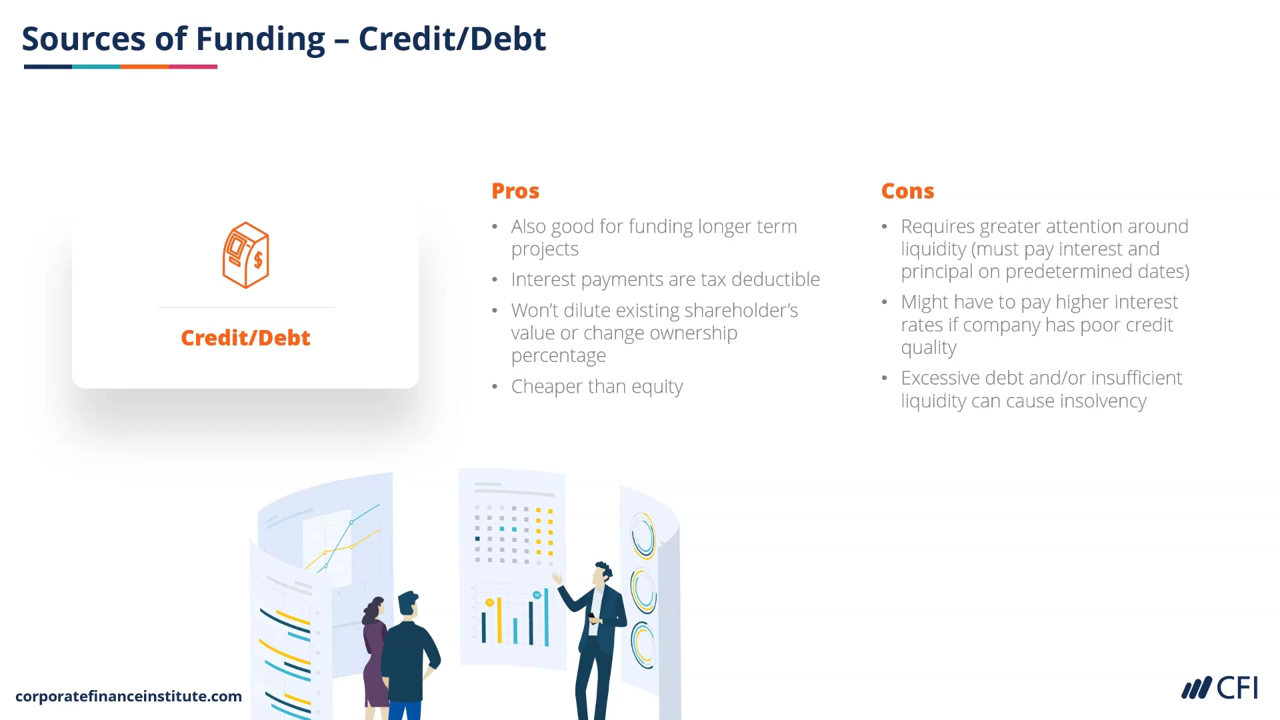 Sources of Funding – Credit/Debt
Credit/Debt
Pros
• Also good for funding longer term
projects
• Interest payments are tax deductible
• Won’t dilute existing shareholder’s
value or change ownership
percentage
• Cheaper than equity
Cons
• Requires greater attention around
liquidity (must pay interest and
principal on predetermined dates)
• Might have to pay higher interest
rates if company has poor credit
quality
• Excessive debt and/or insufficient
liquidity can cause insolvency
corporatefinanceinstitute.com
CFI